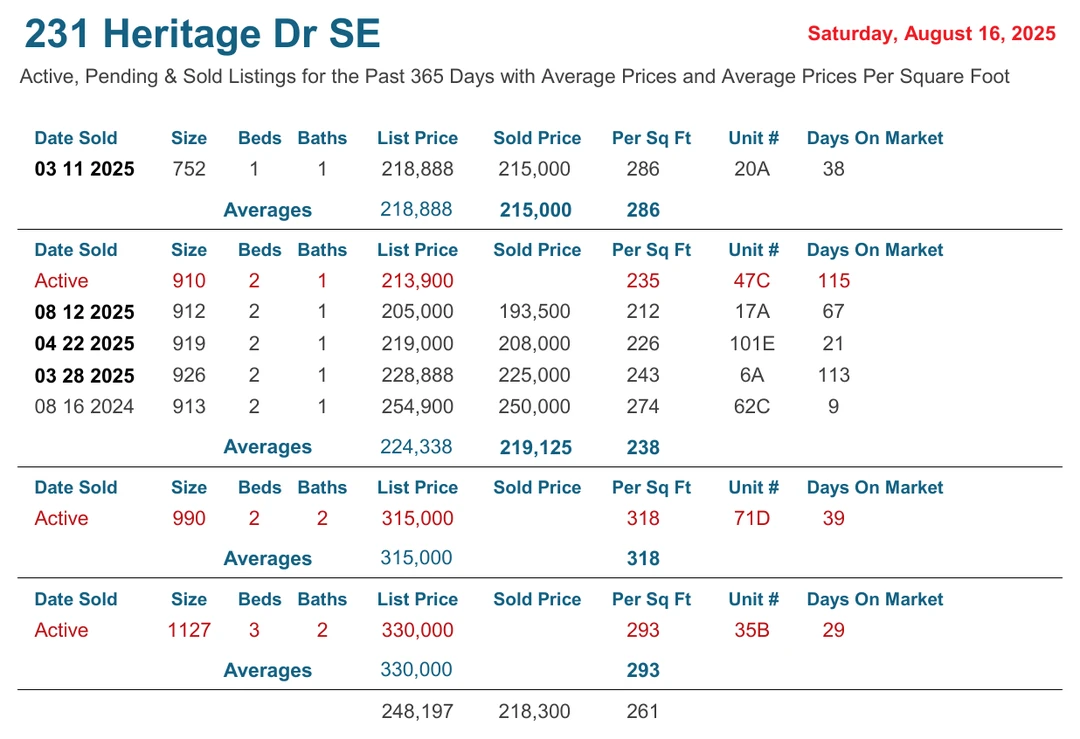 231 Heritage Dr SE Saturday, August 16, 2025
Active, Pending & Sold Listings for the Past 365 Days with Average Prices and Average Prices Per Square Foot
Date Sold Size Beds Baths List Price Sold Price Per Sq Ft Unit # Days On Market
03 11 2025 752 1 1 218,888 215,000 286 20A 38
Averages 218,888 215,000 286
Date Sold Size Beds Baths List Price Sold Price Per Sq Ft Unit # Days On Market
Active 910 2 1 213,900 235 47C 115
08 12 2025 912 2 1 205,000 193,500 212 17A 67
04 22 2025 919 2 1 219,000 208,000 226 101E 21
03 28 2025 926 2 1 228,888 225,000 243 6A 113
08 16 2024 913 2 1 254,900 250,000 274 62C 9
Averages 224,338 219,125 238
Date Sold Size Beds Baths List Price Sold Price Per Sq Ft Unit # Days On Market
Active 990 2 2 315,000 318 71D 39
Averages 315,000 318
Date Sold Size Beds Baths List Price Sold Price Per Sq Ft Unit # Days On Market
Active 1127 3 2 330,000 293 35B 29
Averages 330,000 293
248,197 218,300 261